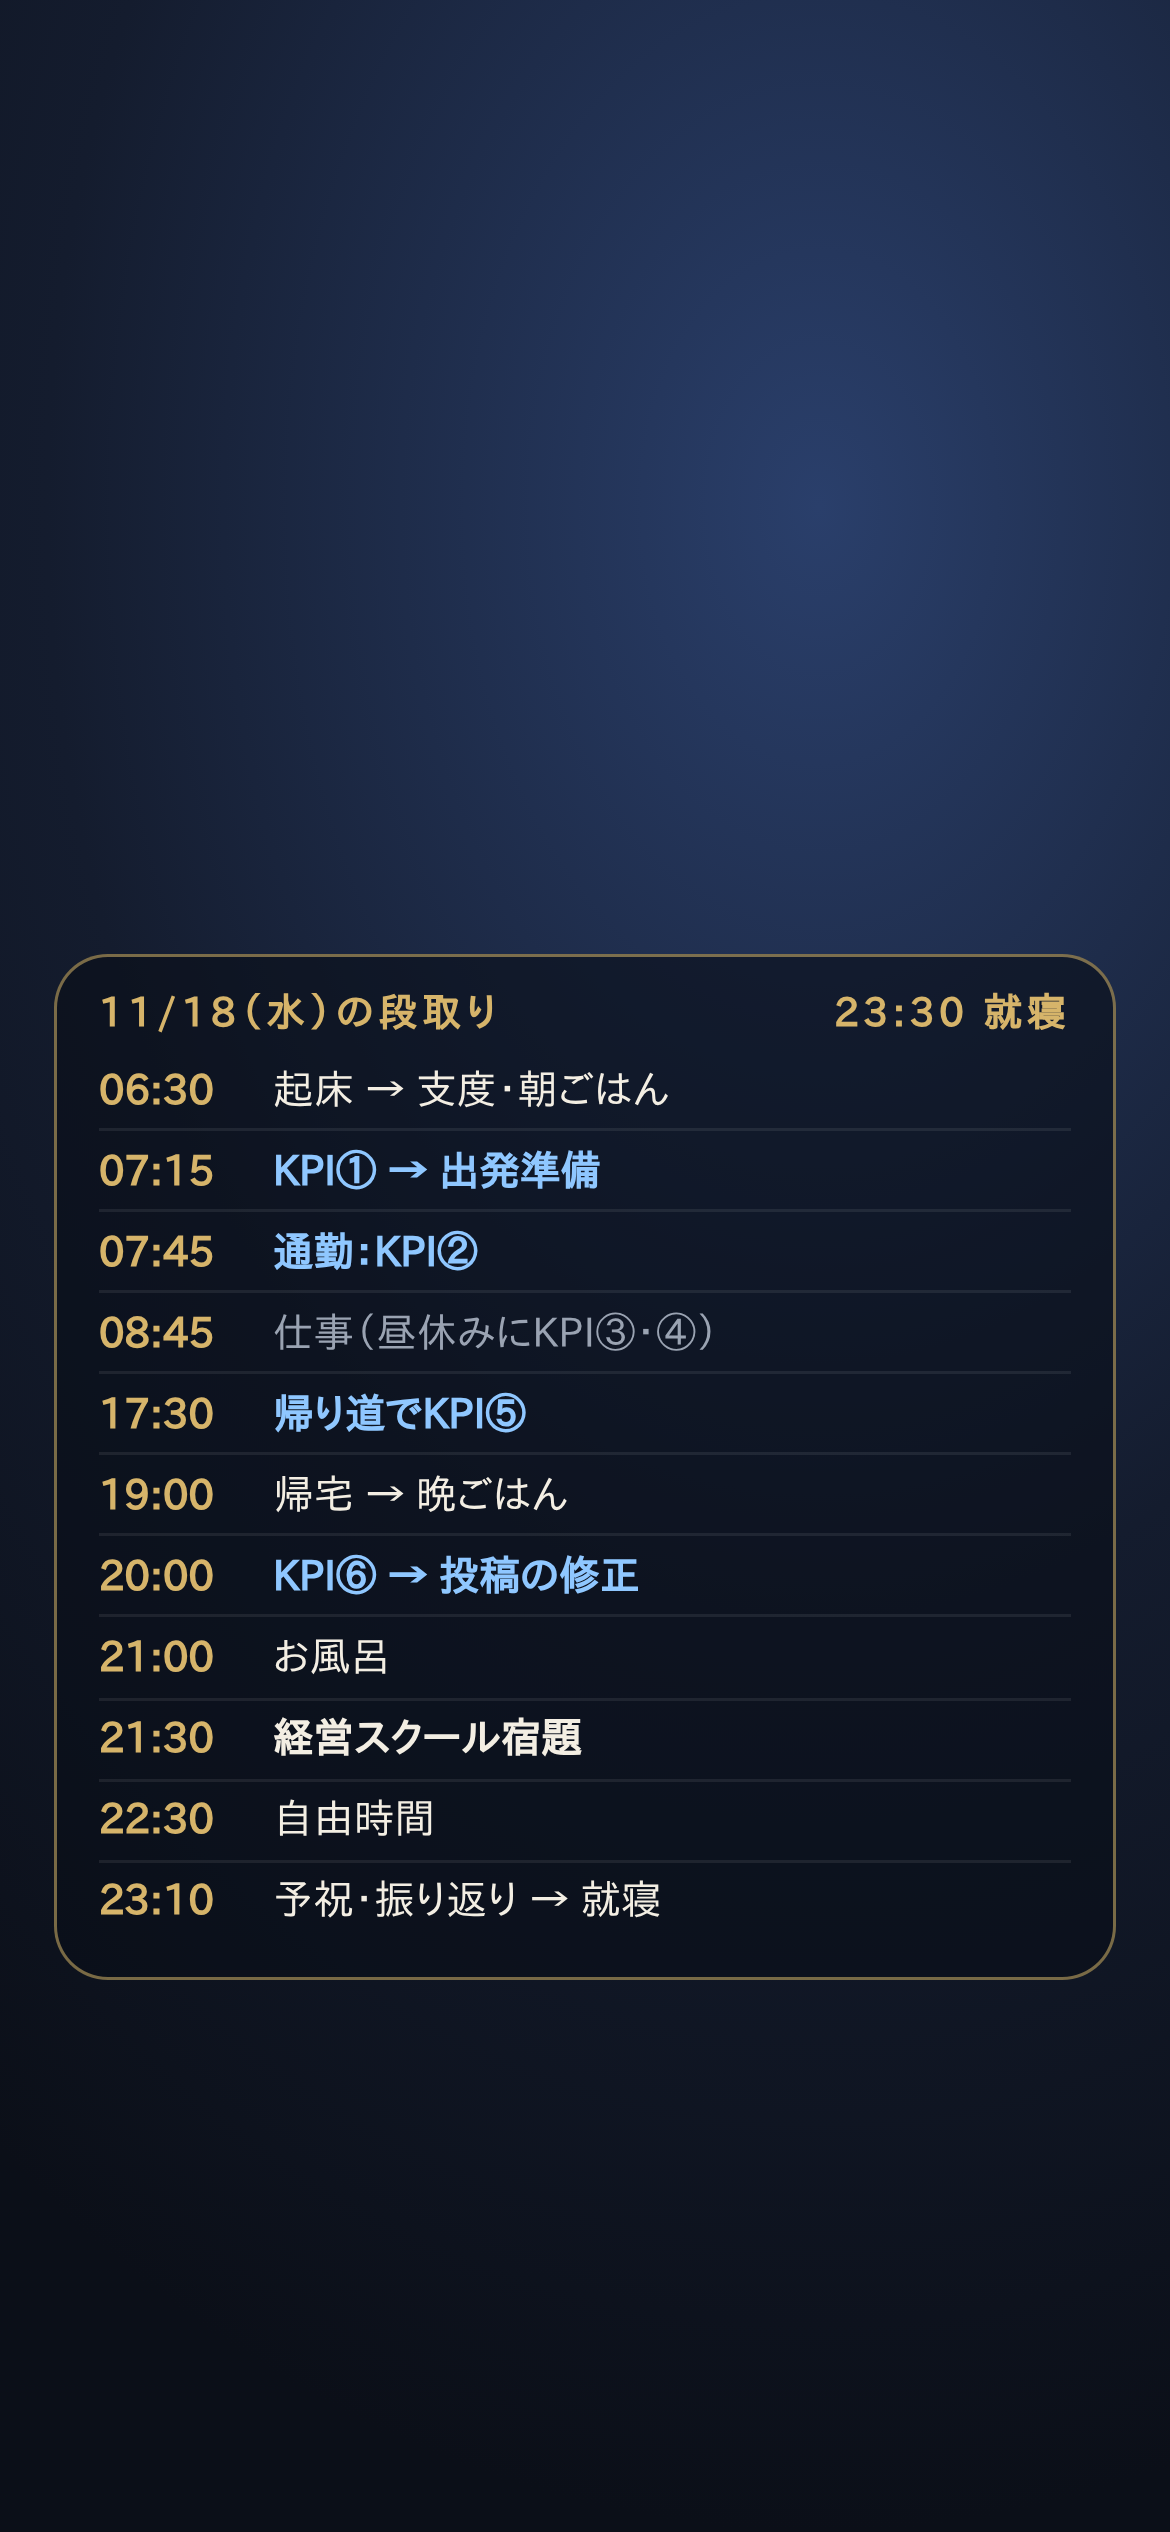 11/18（水）の段取り 23:30 就寝
06:30 起床 → 支度・朝ごはん
07:15 KPI① → 出発準備
07:45 通勤：KPI②
08:45 仕事（昼休みにKPI③・④）
17:30 帰り道でKPI⑤
19:00 帰宅 → 晩ごはん
20:00 KPI⑥ → 投稿の修正
21:00 お風呂
21:30 経営スクール宿題
22:30 自由時間
23:10 予祝・振り返り → 就寝